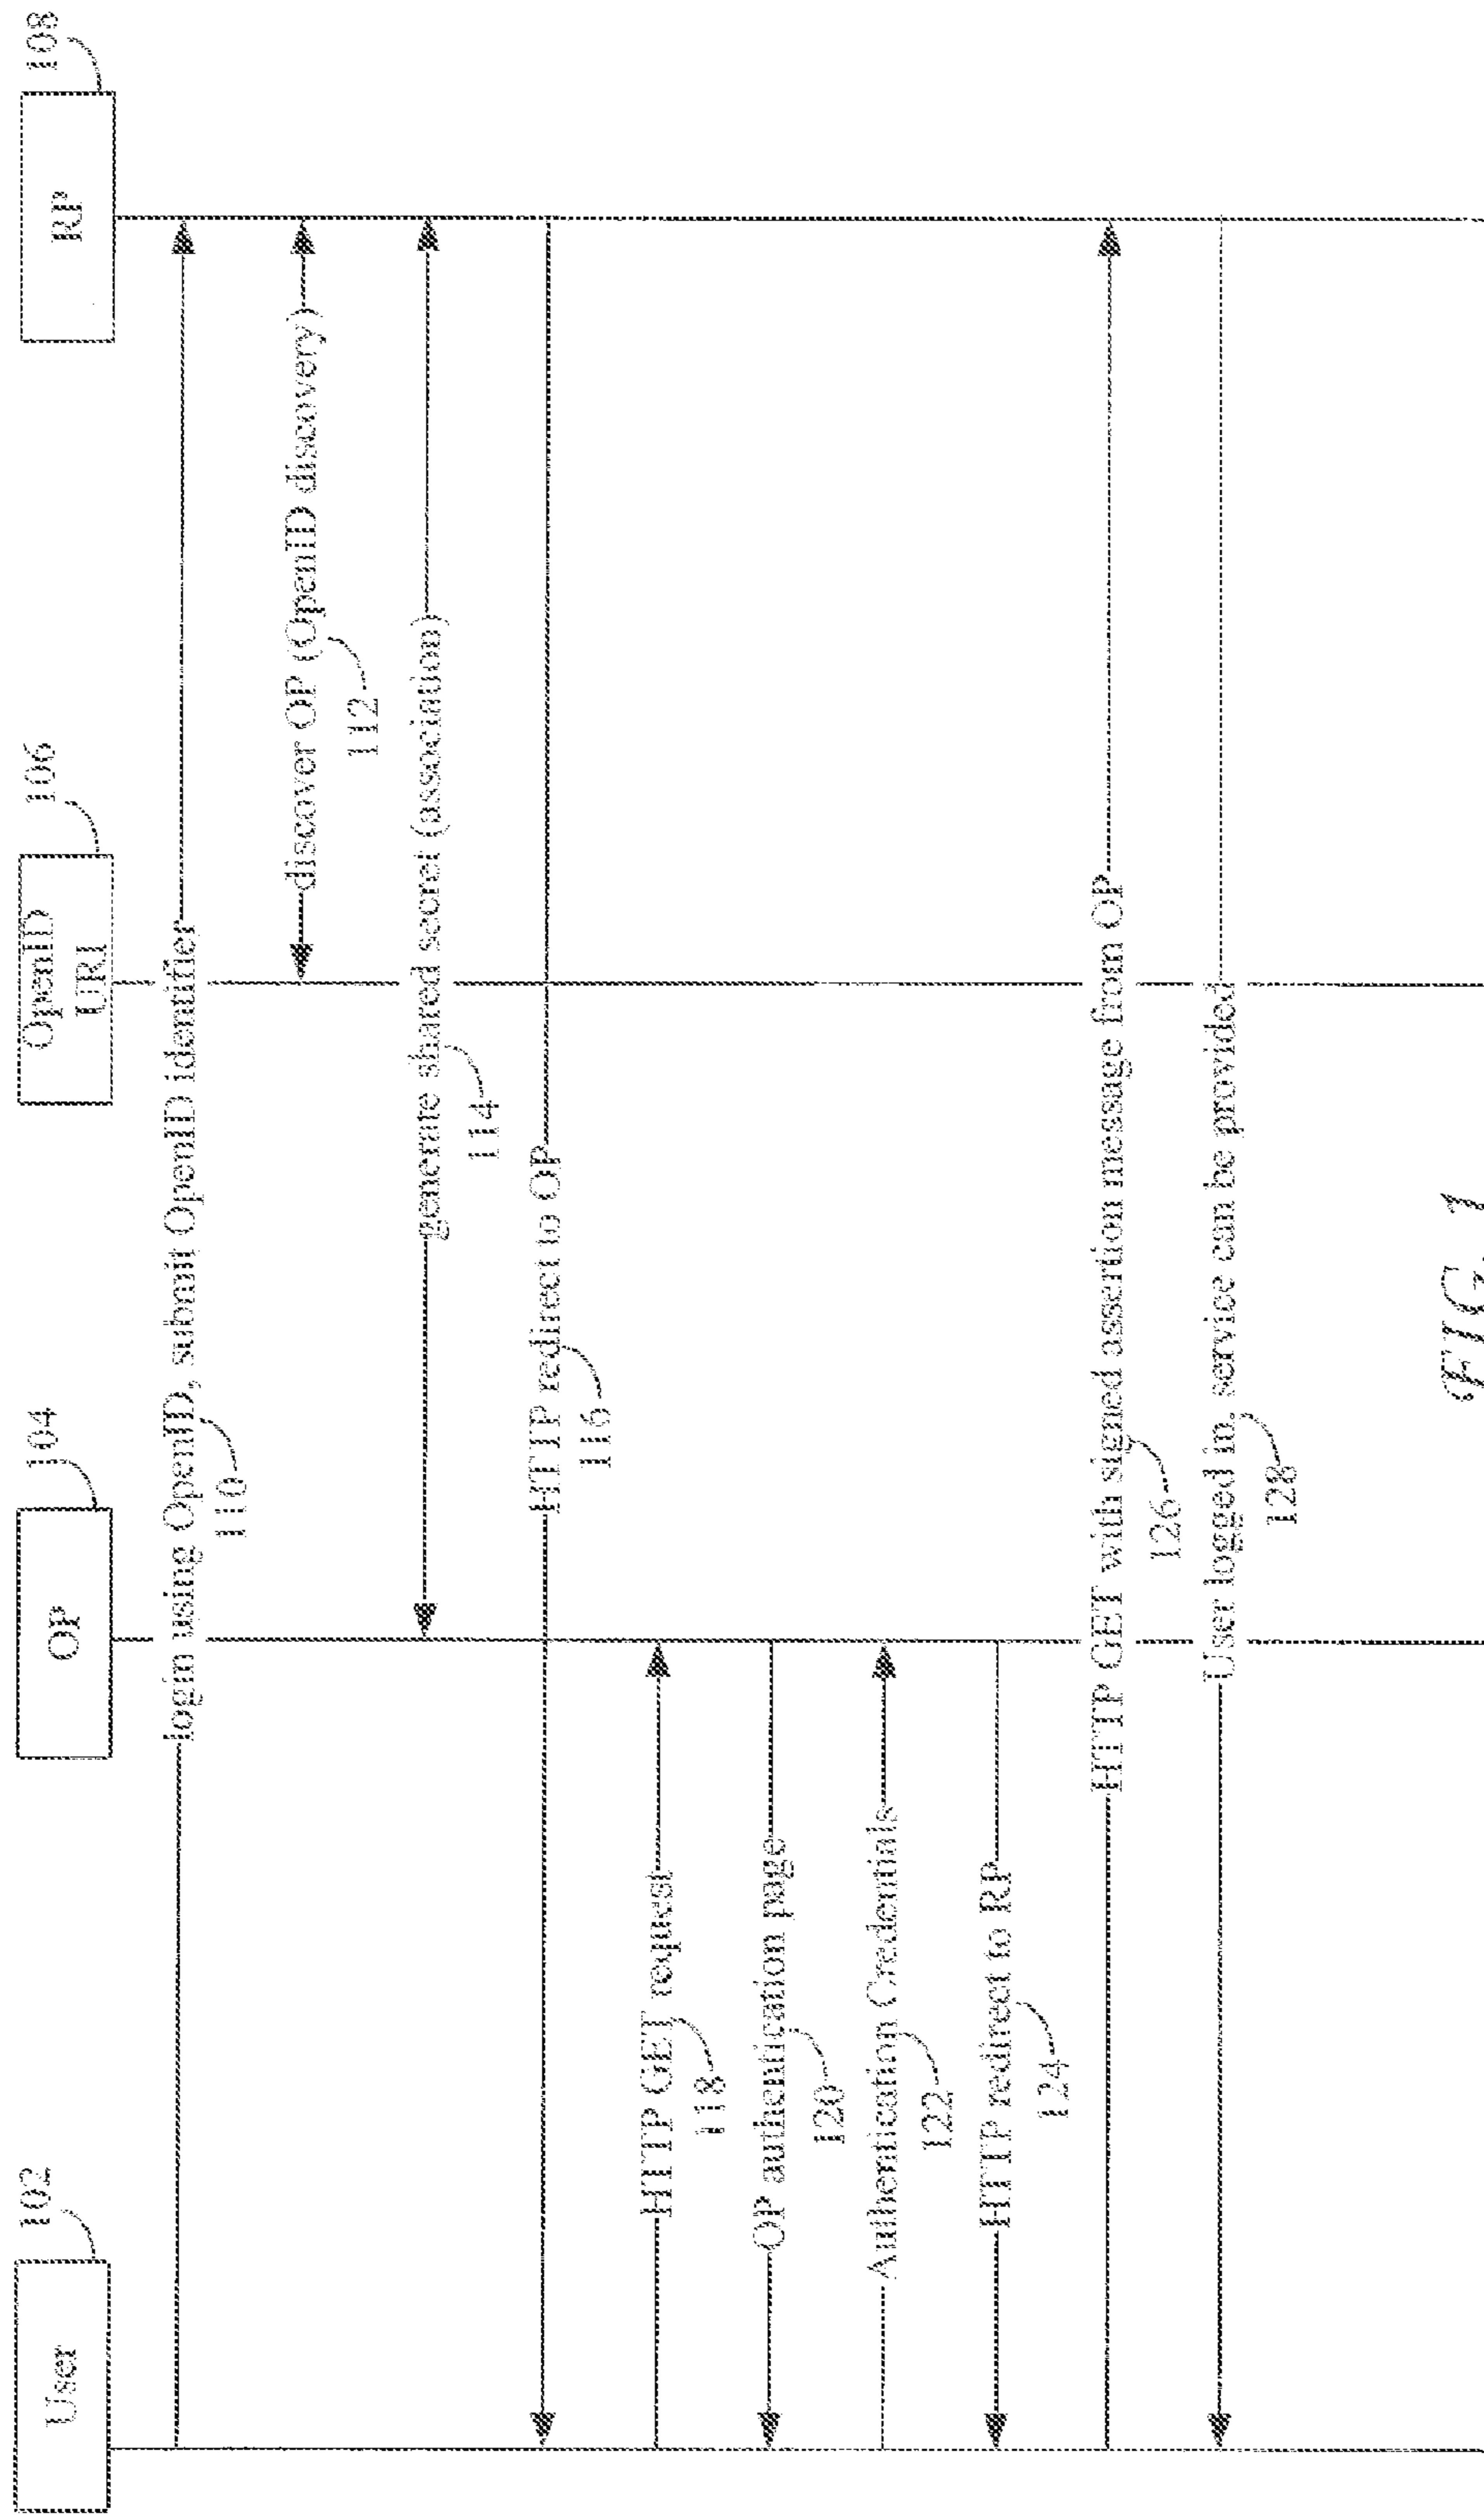 User
102
OP
104
OpenID
URI
106
RP
108
login using OpenID, submit OpenID identifier
110
discover OP (OpenID discovery)
112
generate shared secret (association)
114
HTTP redirect to OP
116
HTTP GET request
118
OP authentication page
120
Authentication Credentials
122
HTTP redirect to RP
124
HTTP GET with signed assertion message from OP
126
User logged in, service can be provided
128
FIG. 1